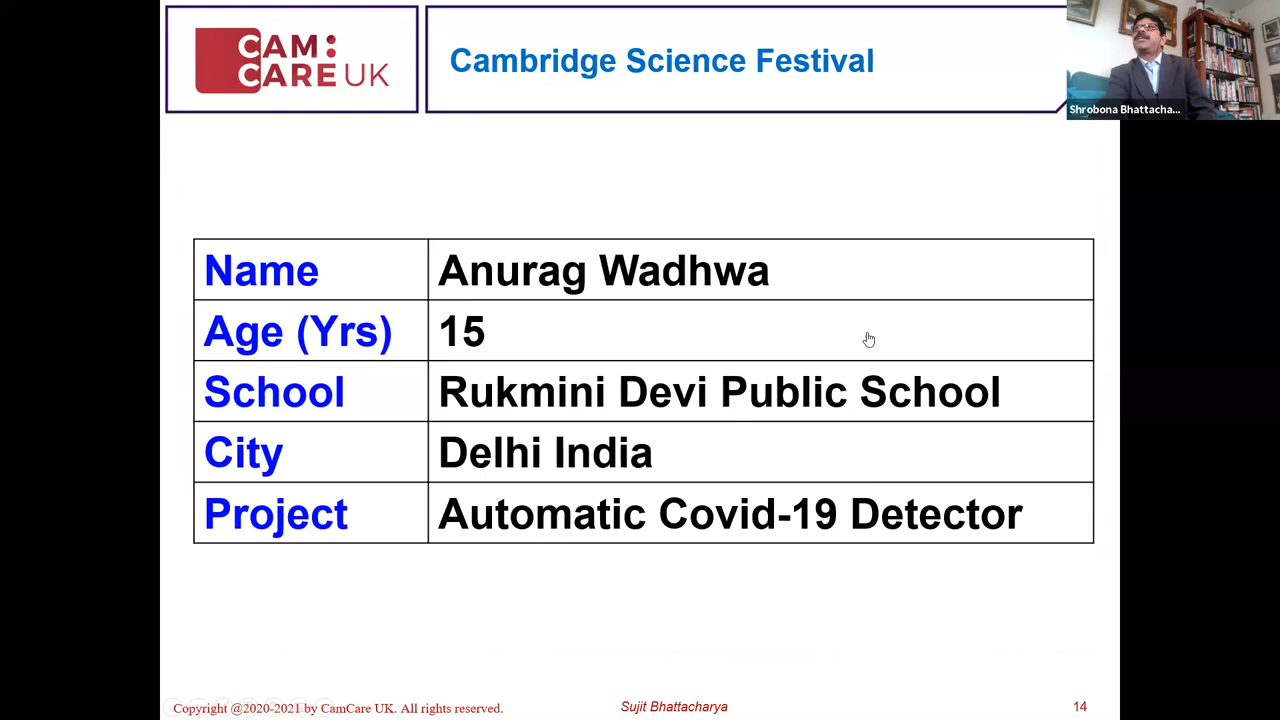 CAM:
CARE UK
Cambridge Science Festival
Shrobona Bhattacha...
Name Anurag Wadhwa
Age (Yrs) 15
School Rukmini Devi Public School
City Delhi India
Project Automatic Covid-19 Detector
Copyright @2020-2021 by CamCare UK. All rights reserved. Sujit Bhattacharya 14